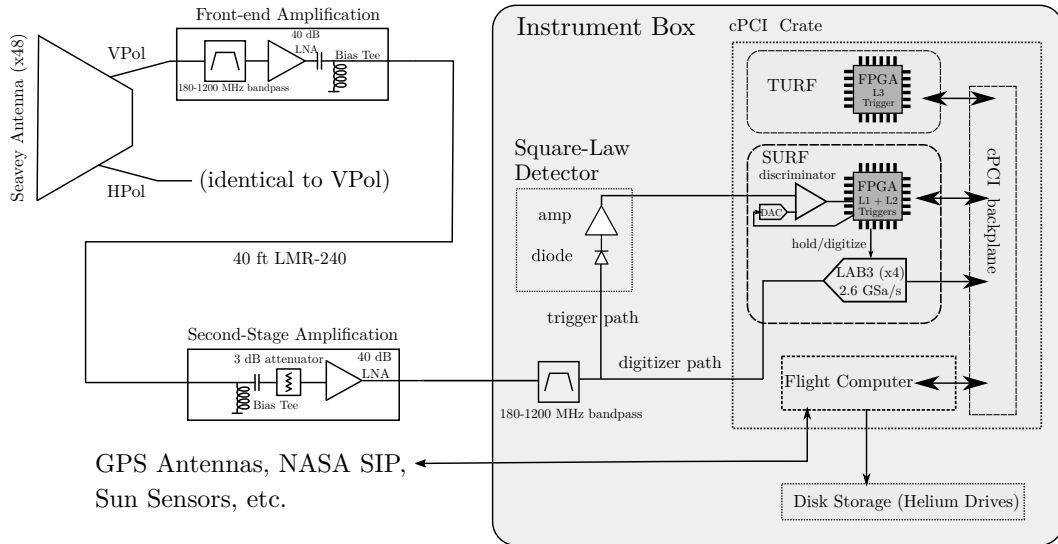 Front-end Amplification
Seavey Antenna (x48)
VPol
40 dB
LNA
Bias Tee
180-1200 MHz bandpass
HPol
(identical to VPol)
40 ft LMR-240
Second-Stage Amplification
3 dB attenuator
40 dB
LNA
Bias Tee
GPS Antennas, NASA SIP,
Sun Sensors, etc.
Instrument Box
cPCI Crate
TURF
FPGA
L3
Trigger
Square-Law
Detector
amp
diode
SURF
discriminator
DAC
FPGA
L1 + L2
Triggers
hold/digitize
LAB3 (x4)
2.6 GSa/s
cPCI backplane
trigger path
digitizer path
180-1200 MHz bandpass
Flight Computer
Disk Storage (Helium Drives)